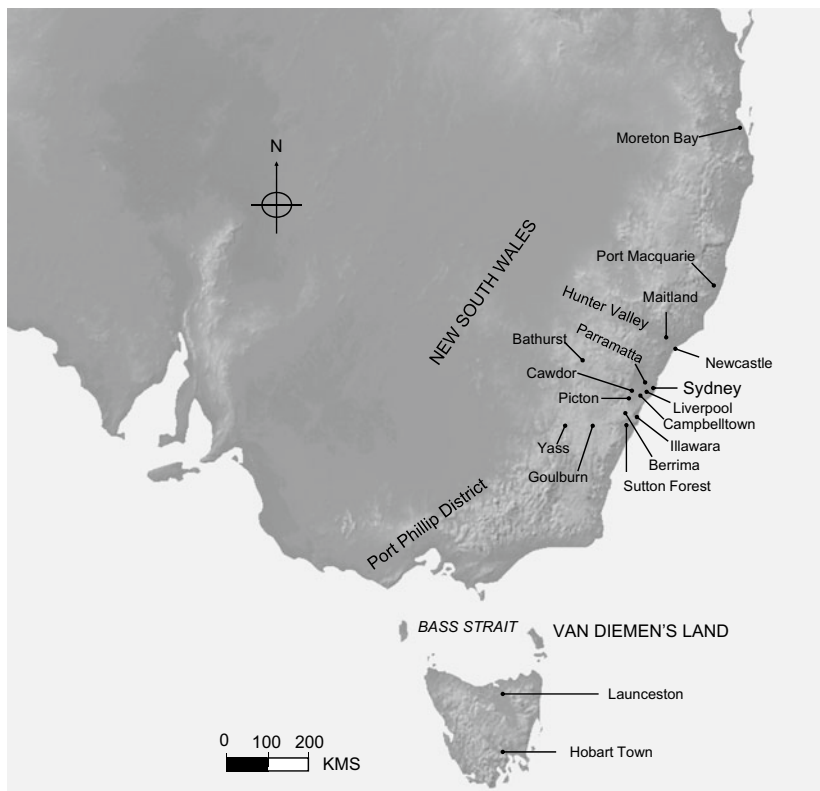 Moreton Bay
N
NEW SOUTH WALES
Port Macquarie
Hunter Valley
Maitland
Parramatta
Bathurst
Newcastle
Cawdor
Sydney
Picton
Liverpool
Campbelltown
Yass
Illawara
Berrima
Goulburn
Sutton Forest
Port Phillip District
BASS STRAIT
VAN DIEMEN'S LAND
Launceston
0 100 200
KMS
Hobart Town